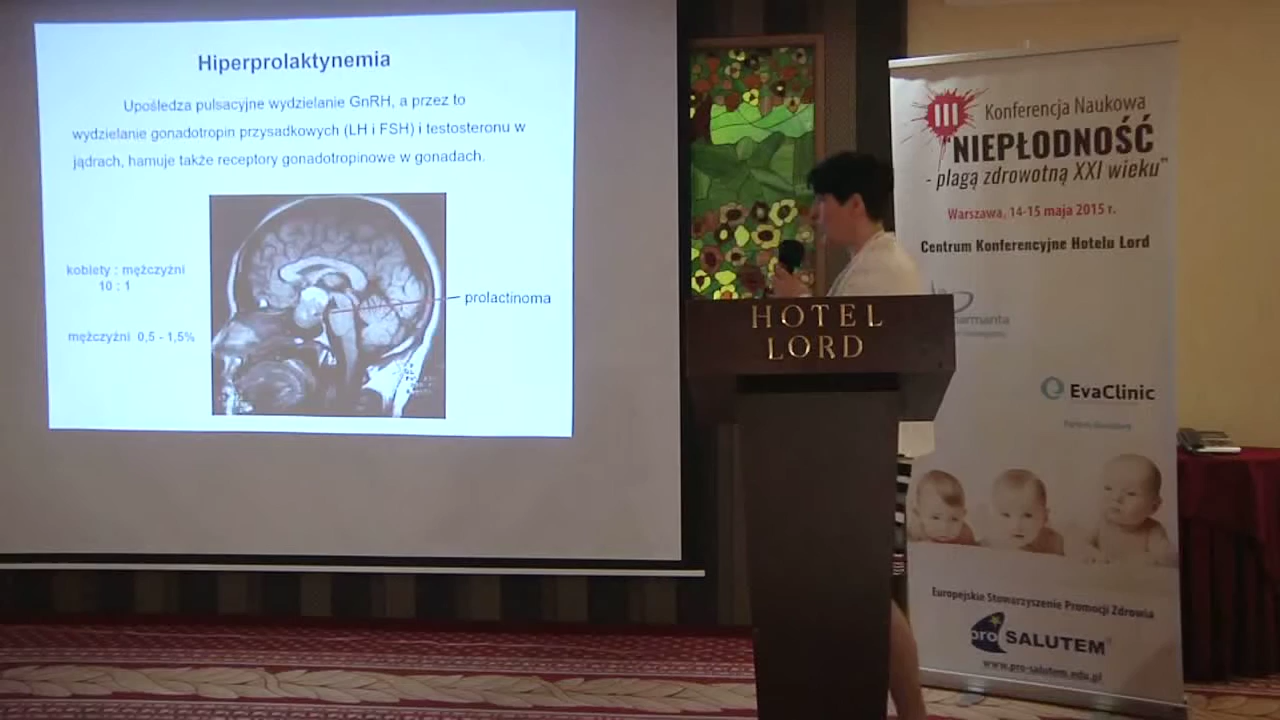 Hiperprolaktynemia
Upośledza pulsacyjne wydzielanie GnRH, a przez to
wydzielanie gonadotropin przysadkowych (LH i FSH) i testosteronu w
jądrach, hamuje także receptory gonadotropinowe w gonadach.
kobiety : mężczyźni
10 : 1
mężczyźni 0,5 - 1,5%
prolactinoma
HOTEL
LORD
III
Konferencja Naukowa
"NIEPŁODNOŚĆ
- plagą zdrowotną XXI wieku"
Warszawa, 14-15 maja 2015 r.
Centrum Konferencyjne Hotelu Lord
EvaClinic
Europejskie Stowarzyszenie Promocji Zdrowia
pro SALUTEM
www.pro-salutem.edu.pl